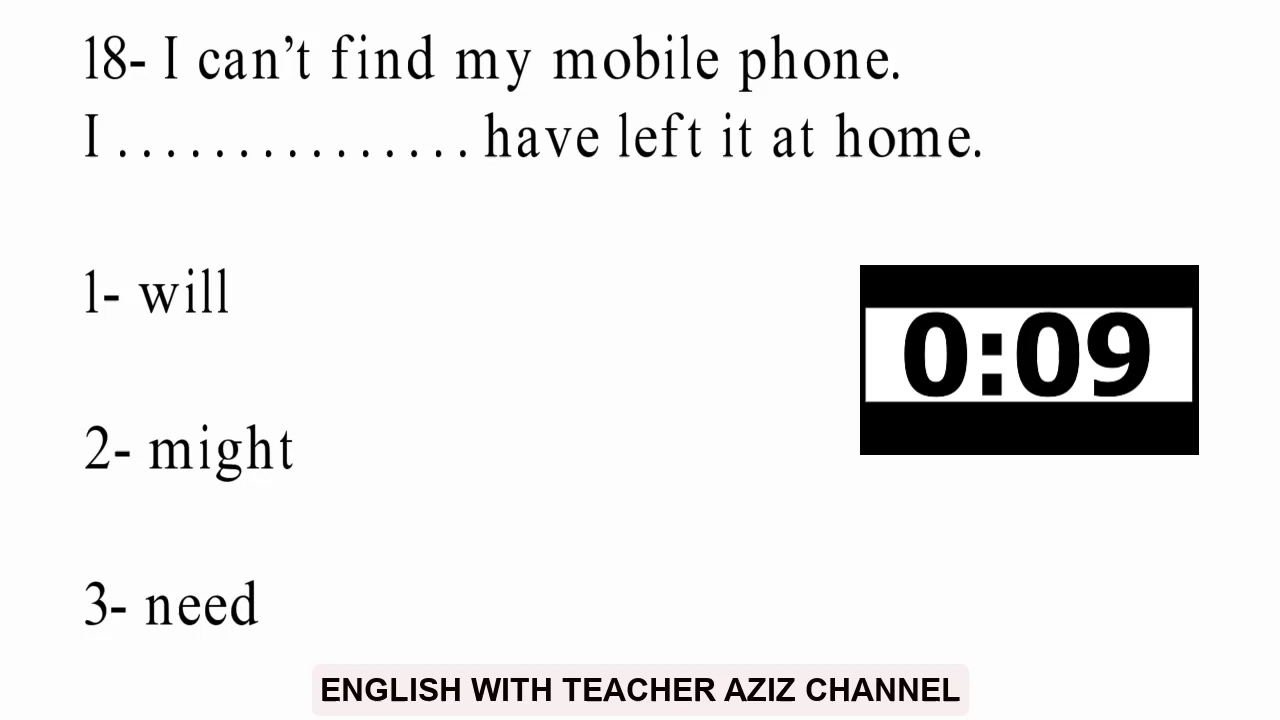 18- I can't find my mobile phone.
I . . . . . . . . . . . . . . . have left it at home.
1- will
0:09
2- might
3- need
ENGLISH WITH TEACHER AZIZ CHANNEL